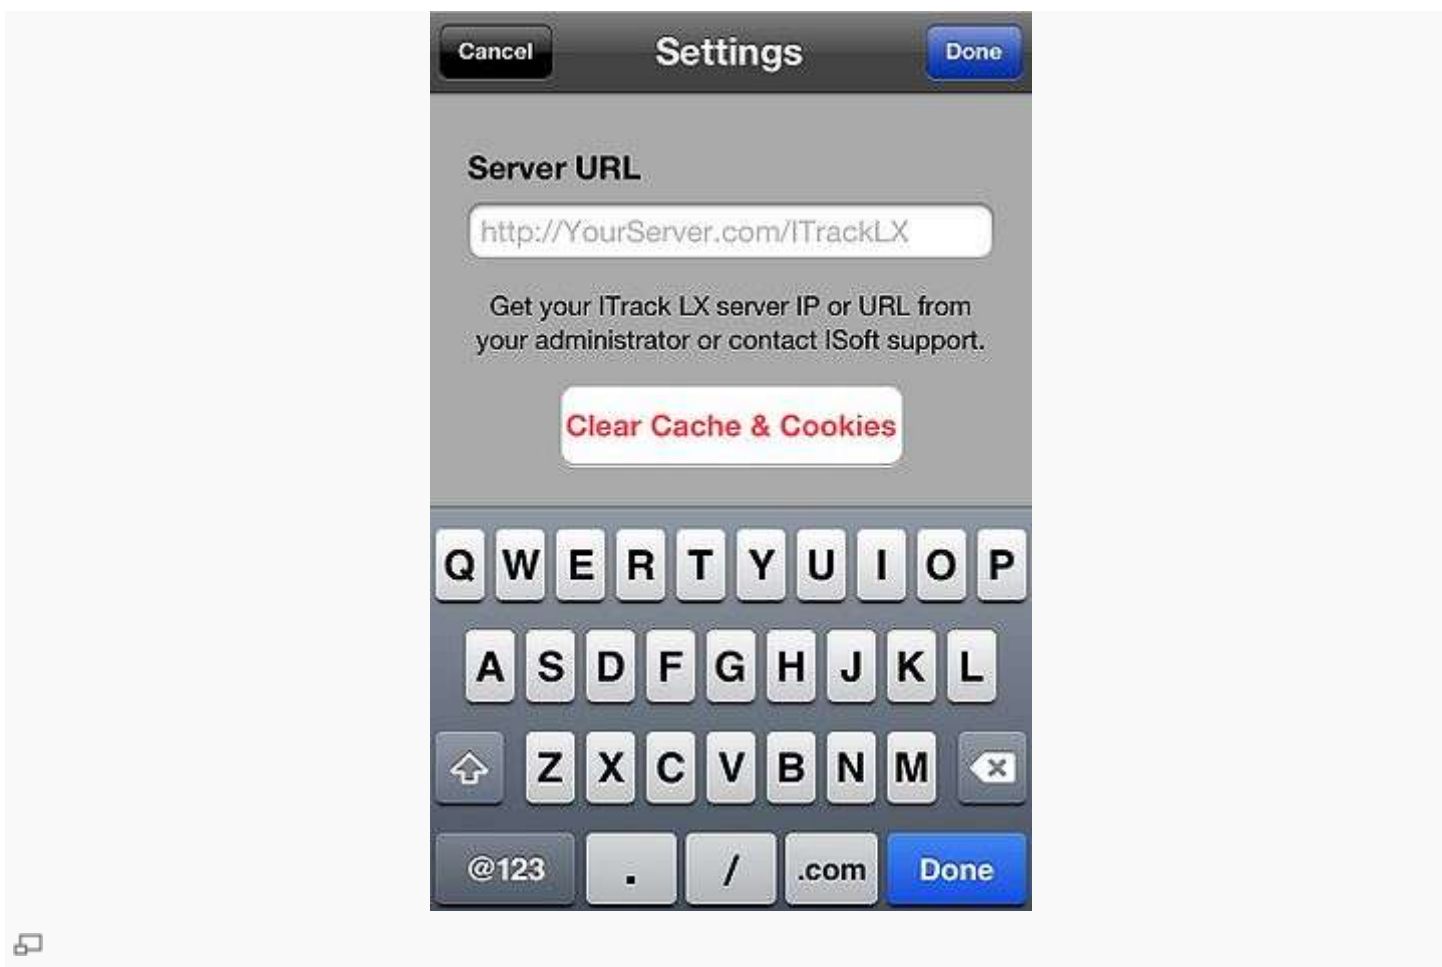 Cancel Settings Done
Server URL
http://YourServer.com/ITrackLX
Get your ITrack LX server IP or URL from
your administrator or contact ISoft support.
Clear Cache & Cookies
Q W E R T Y U I O P
A S D F G H J K L
Z X C V B N M
@123 . / .com Done